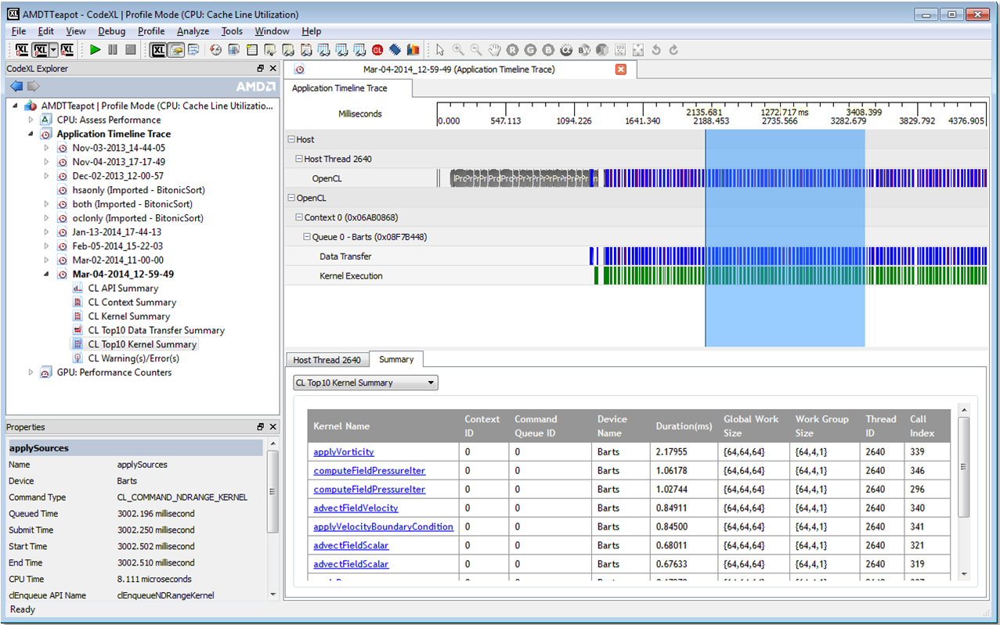 AMDTTeapot - CodeXL | Profile Mode (CPU: Cache Line Utilization)
File Edit View Debug Profile Analyze Tools Window Help
CodeXL Explorer
AMD
AMDTTeapot | Profile Mode (CPU: Cache Line Utilizatio...
CPU: Assess Performance
Application Timeline Trace
Nov-03-2013_14-44-05
Nov-04-2013_17-17-49
Dec-02-2013_12-00-57
hsaonly (Imported - BitonicSort)
both (Imported - BitonicSort)
oclonly (Imported - BitonicSort)
Jan-13-2014_17-44-13
Feb-05-2014_15-22-03
Mar-02-2014_11-00-00
Mar-04-2014_12-59-49
CL API Summary
CL Context Summary
CL Kernel Summary
CL Top10 Data Transfer Summary
CL Top10 Kernel Summary
CL Warning(s)/Error(s)
GPU: Performance Counters
Properties
applySources
Name applySources
Device Barts
Command Type CL_COMMAND_NDRANGE_KERNEL
Queued Time 3002.196 millisecond
Submit Time 3002.250 millisecond
Start Time 3002.502 millisecond
End Time 3002.510 millisecond
CPU Time 8.111 microseconds
clEnqueue API Name clEnqueueNDRangeKernel
Ready
Mar-04-2014_12-59-49 (Application Timeline Trace)
Application Timeline Trace
Milliseconds
2135.681 1272.717 ms 3408.399
0.000 547.113 1094.226 1641.340 2188.453 2735.566 3282.679 3829.792 4376.905
Host
Host Thread 2640
OpenCL
OpenCL
Context 0 (0x06AB0868)
Queue 0 - Barts (0x08F7B448)
Data Transfer
Kernel Execution
Host Thread 2640 Summary
CL Top10 Kernel Summary
Kernel Name Context ID Command Queue ID Device Name Duration(ms) Global Work Size Work Group Size Thread ID Call Index
applyVorticity 0 0 Barts 2.17955 {64,64,64} {64,4,1} 2640 339
computeFieldPressureIter 0 0 Barts 1.06178 {64,64,64} {64,4,1} 2640 346
computeFieldPressureIter 0 0 Barts 1.02744 {64,64,64} {64,4,1} 2640 296
advectFieldVelocity 0 0 Barts 0.84911 {64,64,64} {64,4,1} 2640 340
applyVelocityBoundaryCondition 0 0 Barts 0.84500 {64,64,64} {64,4,1} 2640 341
advectFieldScalar 0 0 Barts 0.68011 {64,64,64} {64,4,1} 2640 321
advectFieldScalar 0 0 Barts 0.67633 {64,64,64} {64,4,1} 2640 319